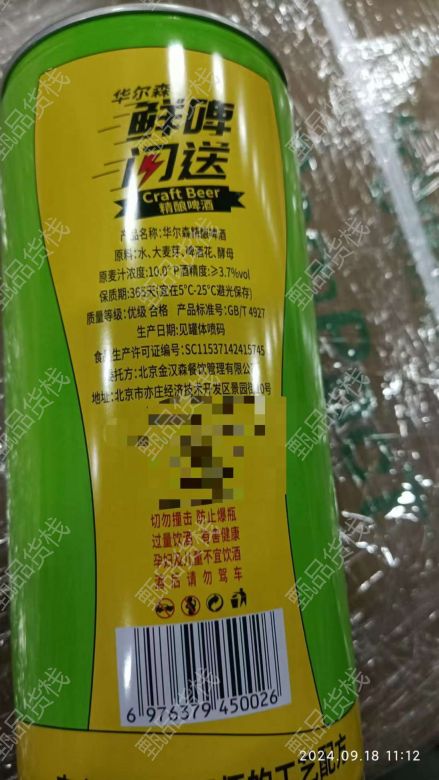 华尔森
鲜啤
闪送
Craft Beer
精酿啤酒
产品名称:华尔森精酿啤酒
原料:水、大麦芽、啤酒花、酵母
原麦汁浓度:10.0°P 酒精度:≥3.7%vol
保质期:365天(宜在5°C-25°C避光保存)
质量等级:优级 合格 产品标准号:GB/T 4927
生产日期:见罐体喷码
食品生产许可证编号:SC11537142415745
委托方:北京金汉森餐饮管理有限公司
地址:北京市亦庄经济技术开发区景园街10号
切勿撞击 防止爆瓶
过量饮酒 有害健康
孕妇及儿童不宜饮酒
酒后请勿驾车
6 976379 450026
工艺配方
2024.09.18 11:12
甄品货栈